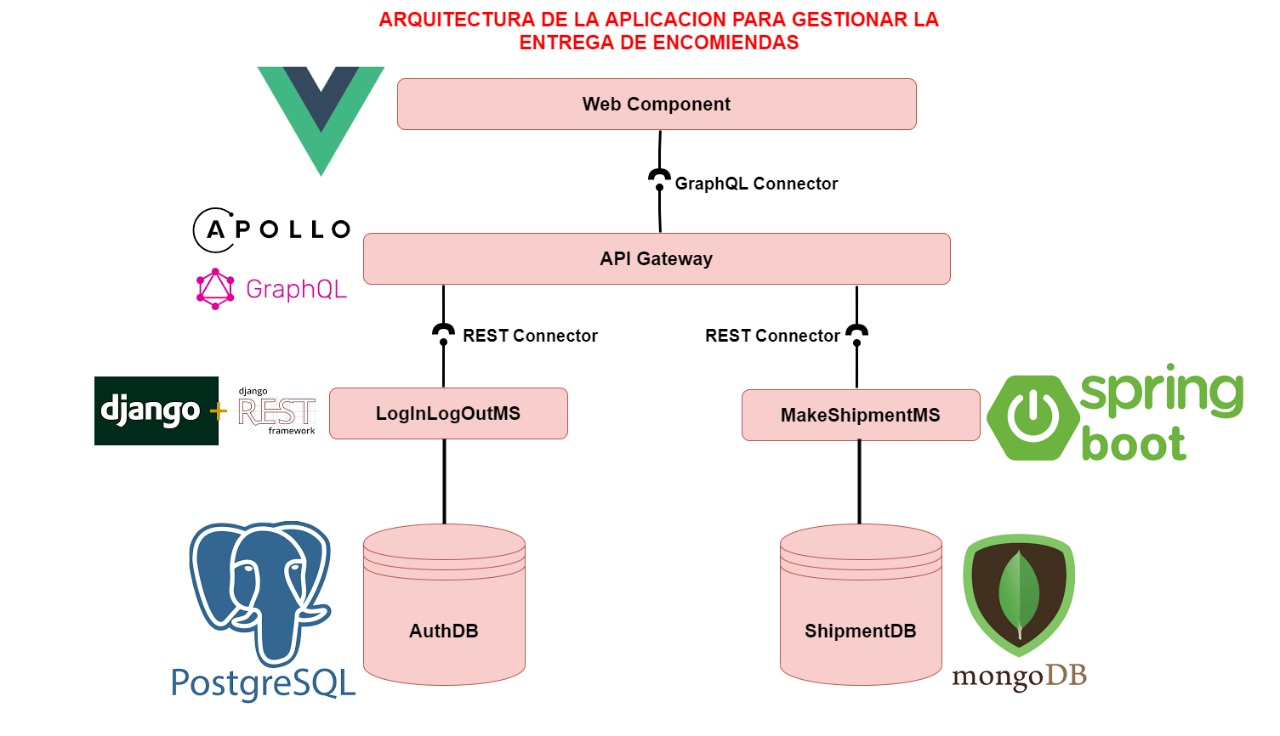 ARQUITECTURA DE LA APLICACION PARA GESTIONAR LA
ENTREGA DE ENCOMIENDAS
Web Component
GraphQL Connector
APOLLO
API Gateway
GraphQL
REST Connector
REST Connector
django
+
django
REST
framework
LogInLogOutMS
MakeShipmentMS
spring
boot
AuthDB
ShipmentDB
PostgreSQL
mongoDB